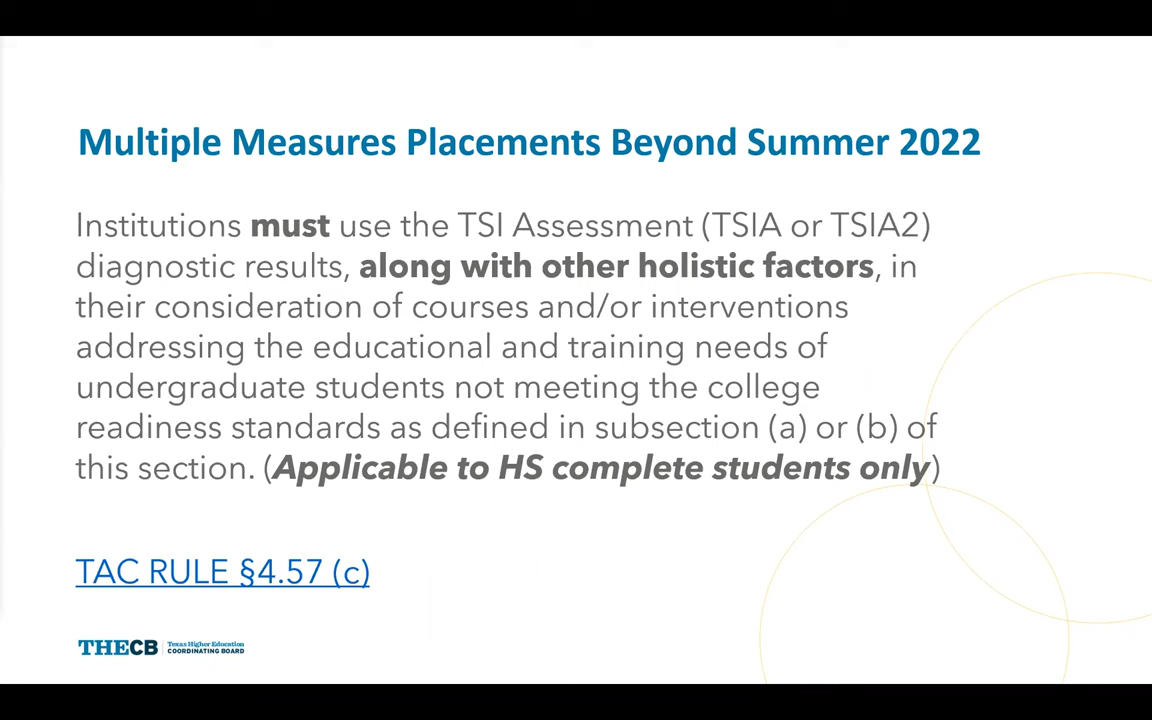 Multiple Measures Placements Beyond Summer 2022
Institutions must use the TSI Assessment (TSIA or TSIA2)
diagnostic results, along with other holistic factors, in
their consideration of courses and/or interventions
addressing the educational and training needs of
undergraduate students not meeting the college
readiness standards as defined in subsection (a) or (b) of
this section. (Applicable to HS complete students only)
TAC RULE §4.57 (c)
THECB Texas Higher Education
COORDINATING BOARD